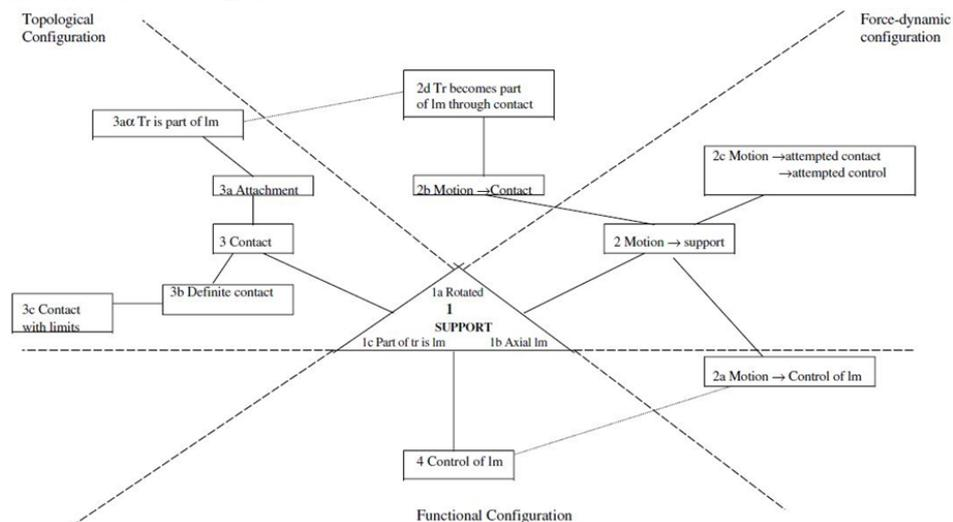 Topological
Configuration
Force-dynamic
configuration
2d Tr becomes part
of lm through contact
3aα Tr is part of lm
2c Motion →attempted contact
→attempted control
3a Attachment
2b Motion →Contact
3 Contact
2 Motion → support
3b Definite contact
3c Contact
with limits
1a Rotated
1
SUPPORT
1c Part of tr is lm
1b Axial lm
2a Motion → Control of lm
4 Control of lm
Functional Configuration